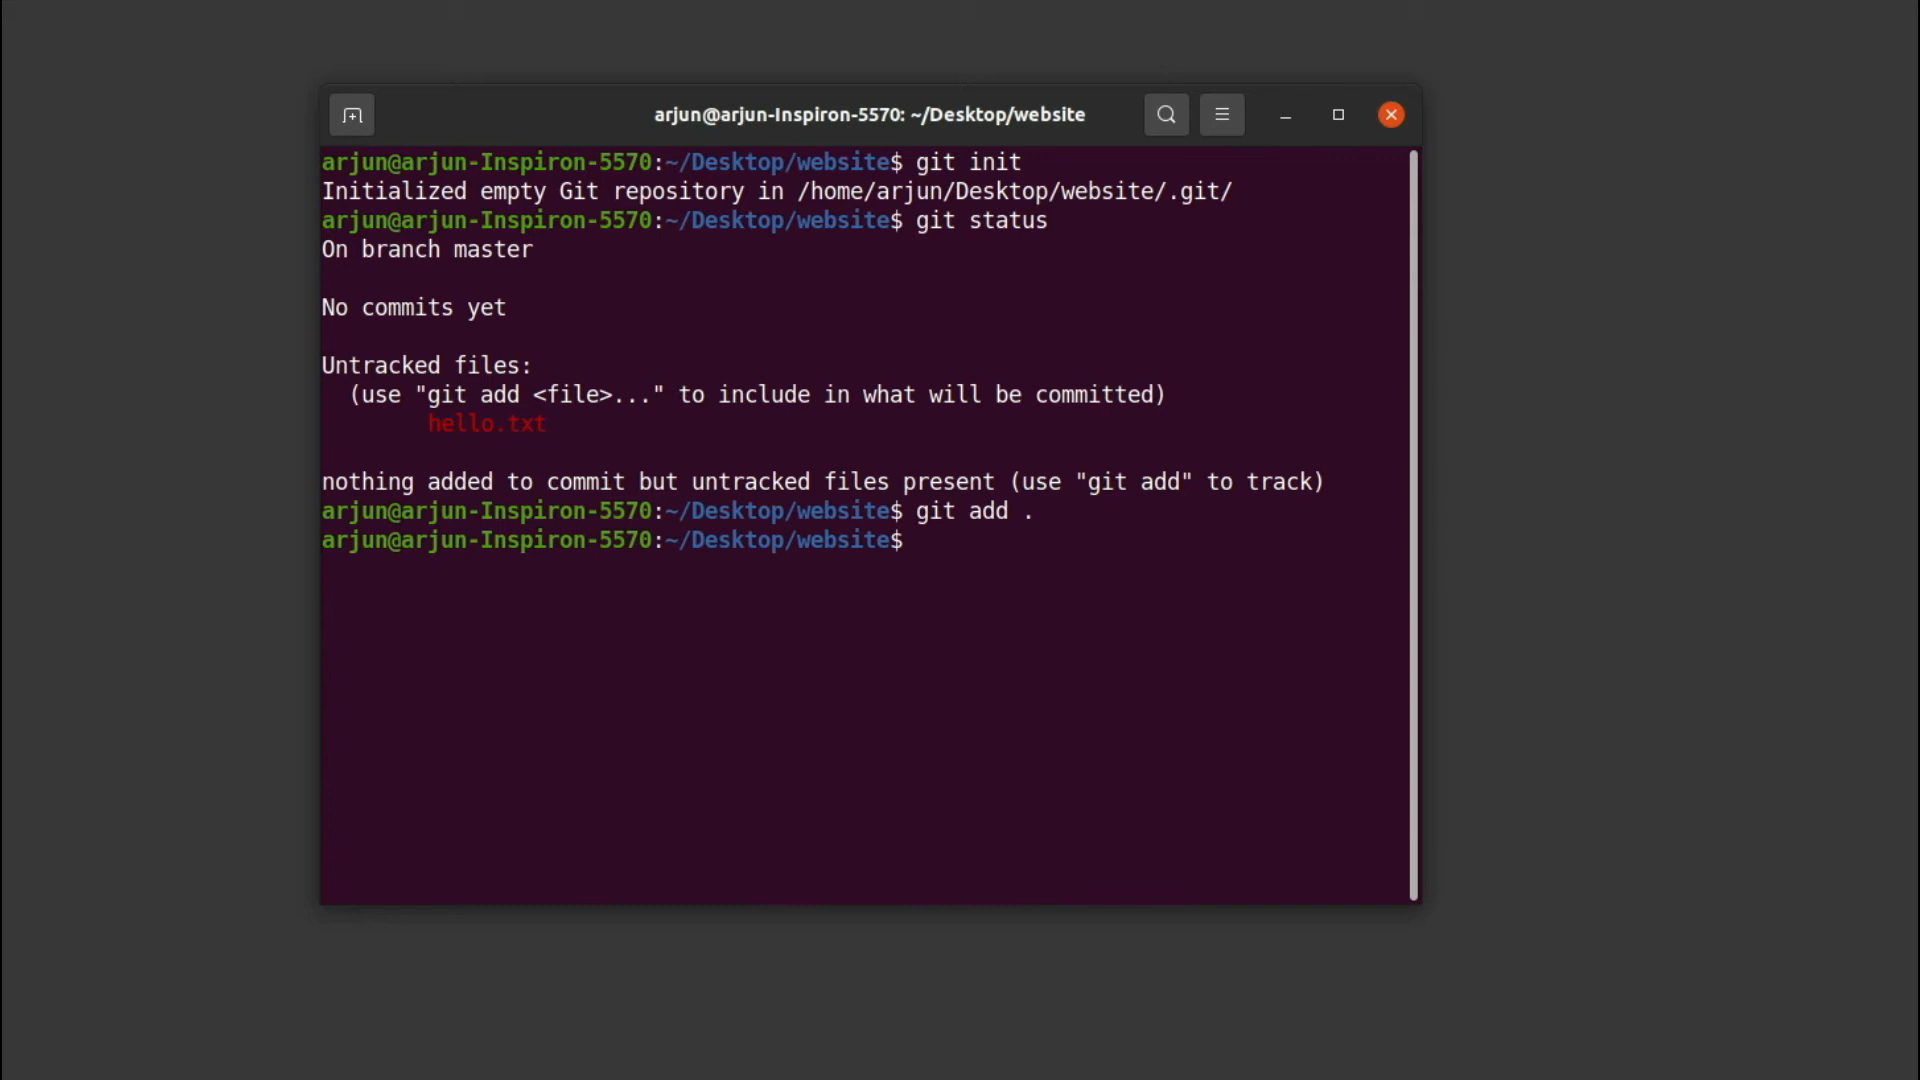 arjun@arjun-Inspiron-5570: ~/Desktop/website
arjun@arjun-Inspiron-5570:~/Desktop/website$ git init
Initialized empty Git repository in /home/arjun/Desktop/website/.git/
arjun@arjun-Inspiron-5570:~/Desktop/website$ git status
On branch master
No commits yet
Untracked files:
  (use "git add <file>..." to include in what will be committed)
        hello.txt
nothing added to commit but untracked files present (use "git add" to track)
arjun@arjun-Inspiron-5570:~/Desktop/website$ git add .
arjun@arjun-Inspiron-5570:~/Desktop/website$